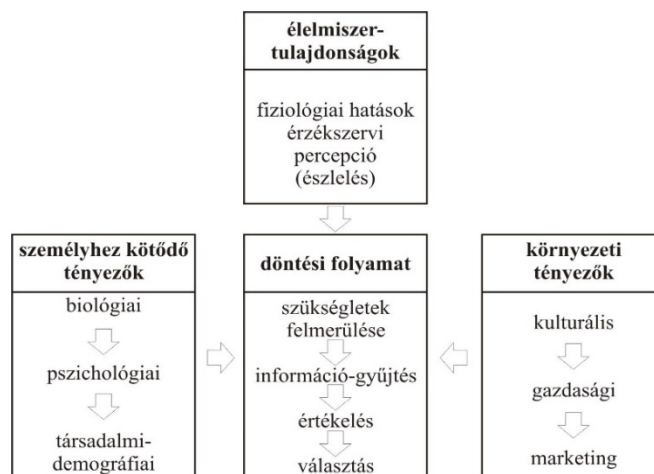 élelmiszer-
tulajdonságok
fiziológiai hatások
érzékszervi
percepció
(észlelés)
személyhez kötődő
tényezők
biológiai
pszichológiai
társadalmi-
demográfiai
döntési folyamat
szükségletek
felmerülése
információ-gyűjtés
értékelés
választás
környezeti
tényezők
kulturális
gazdasági
marketing